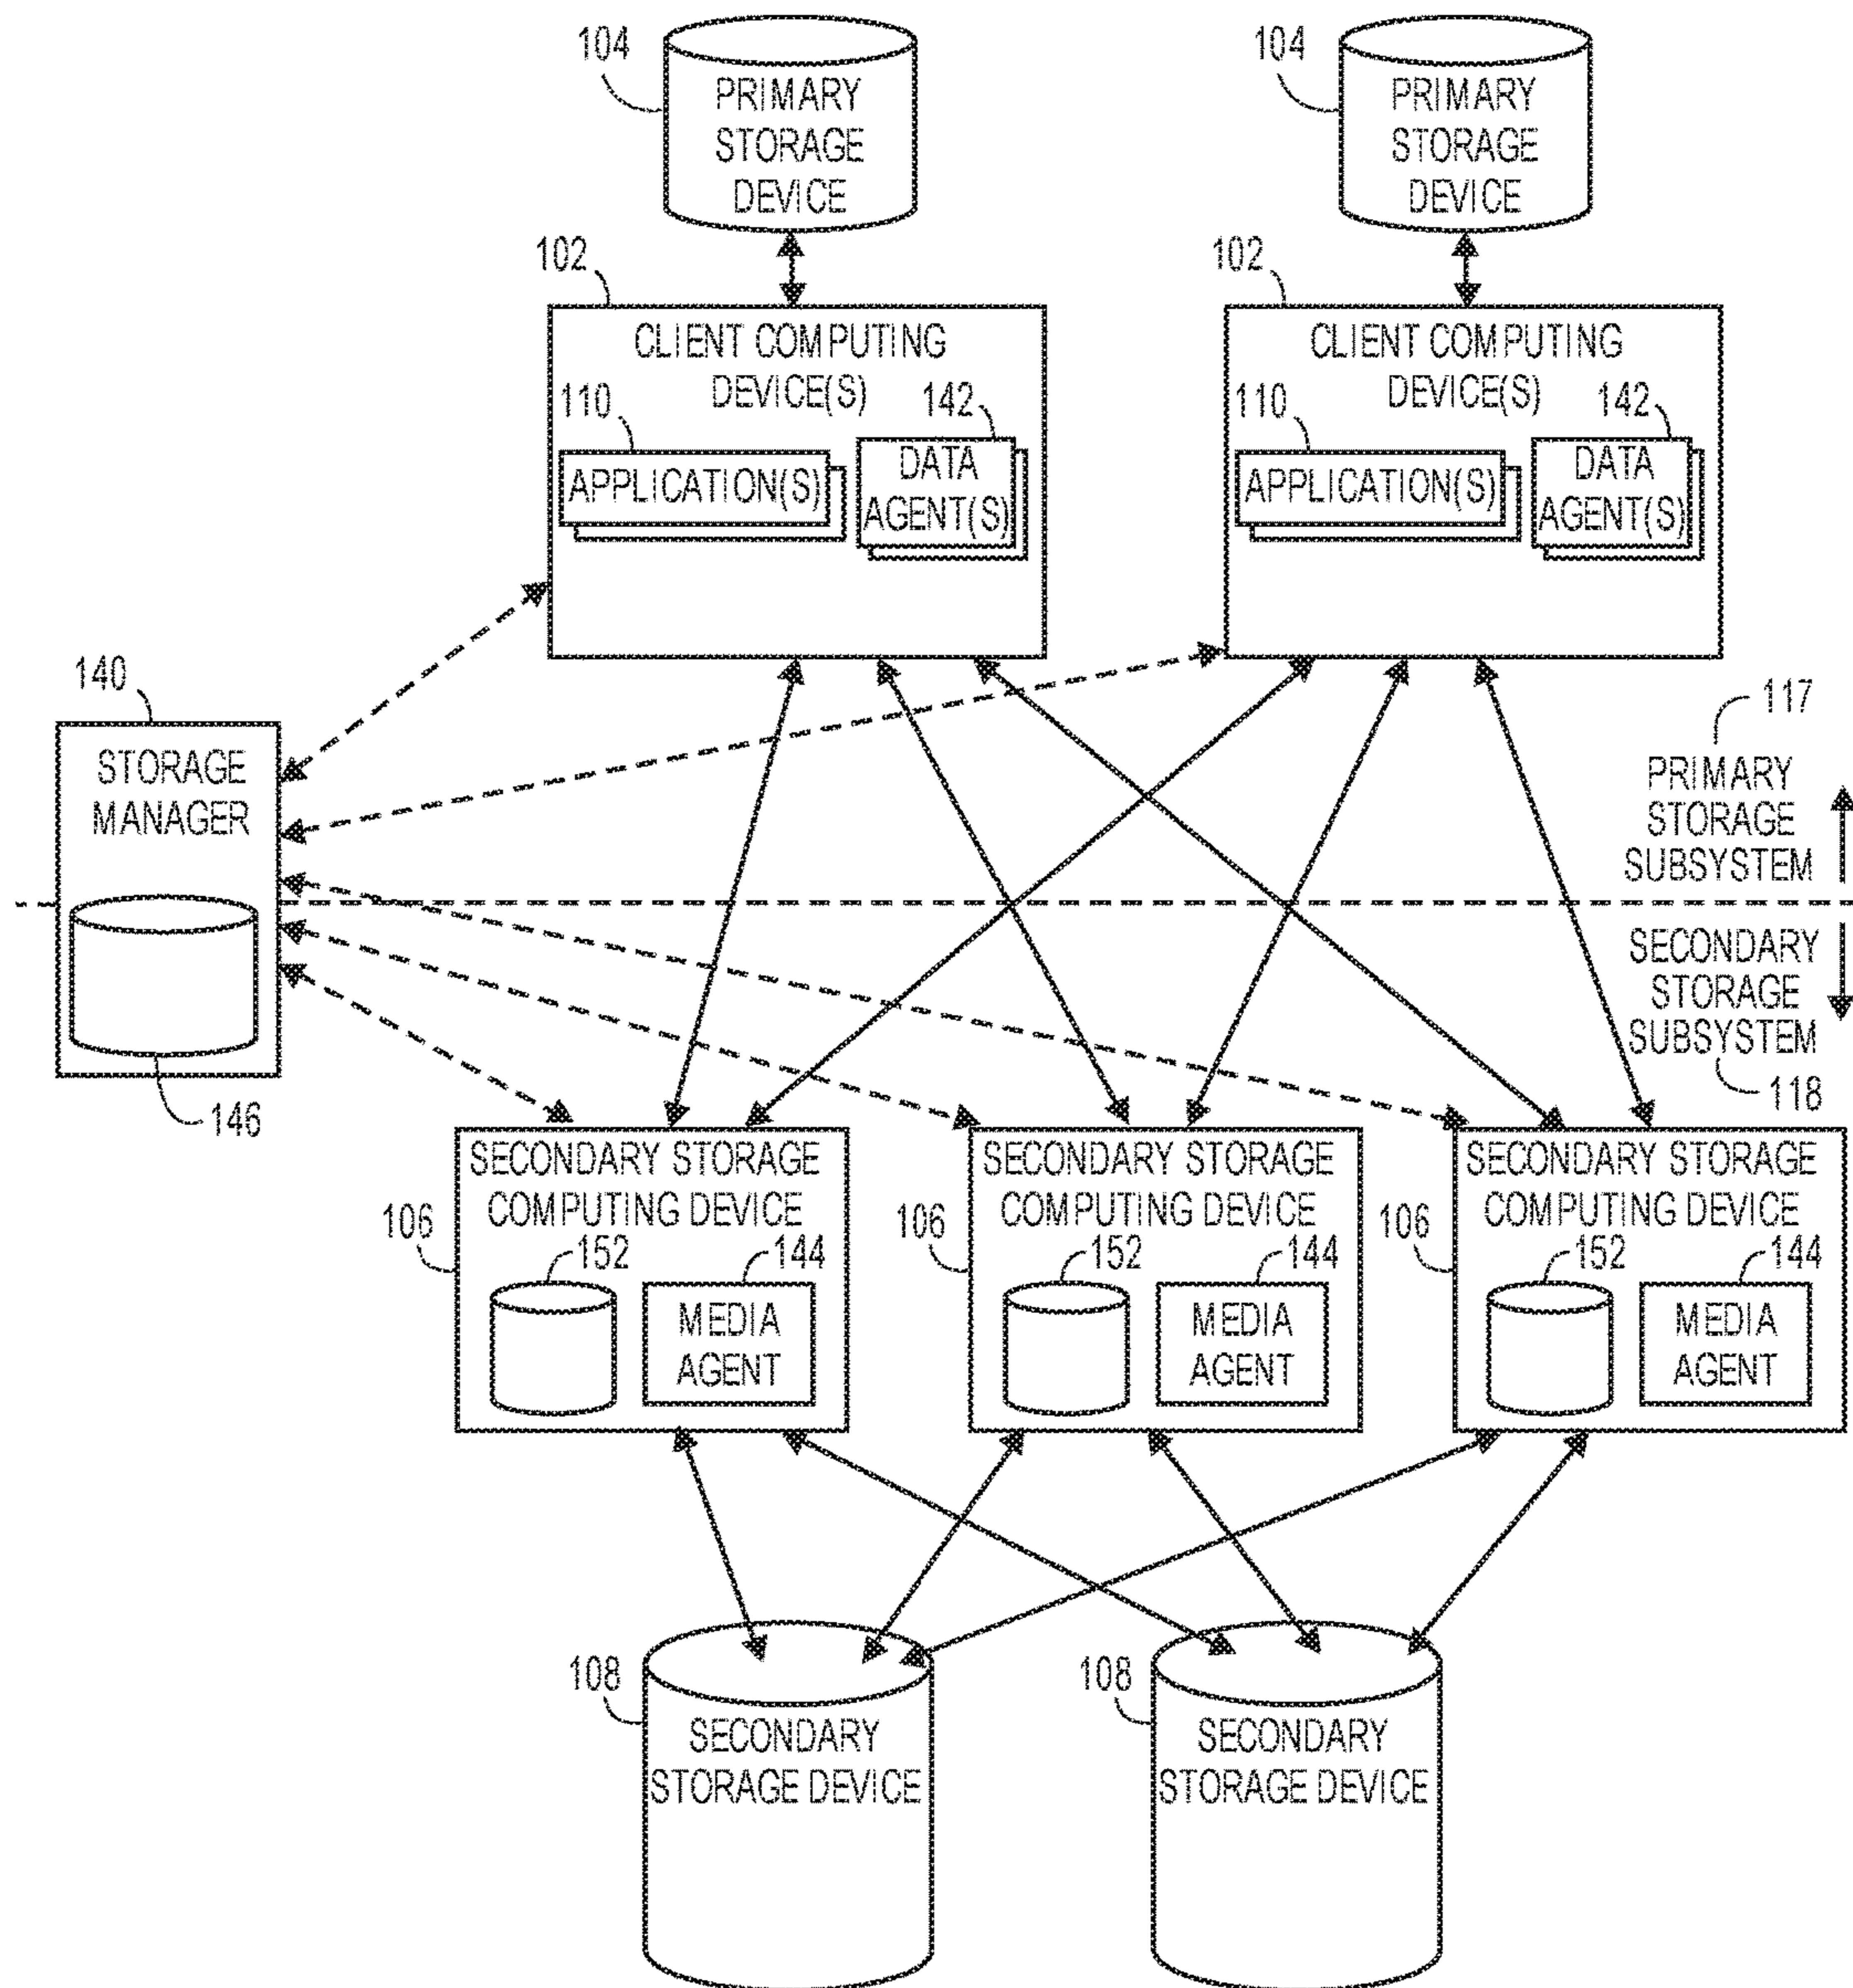 104
PRIMARY
STORAGE
DEVICE
104
PRIMARY
STORAGE
DEVICE
102
CLIENT COMPUTING
DEVICE(S)
110
142
APPLICATION(S)
DATA
AGENT(S)
102
CLIENT COMPUTING
DEVICE(S)
110
142
APPLICATION(S)
DATA
AGENT(S)
140
STORAGE
MANAGER
146
117
PRIMARY
STORAGE
SUBSYSTEM
SECONDARY
STORAGE
SUBSYSTEM
118
SECONDARY STORAGE
COMPUTING DEVICE
106
152
144
MEDIA
AGENT
SECONDARY STORAGE
COMPUTING DEVICE
106
152
144
MEDIA
AGENT
SECONDARY STORAGE
COMPUTING DEVICE
106
152
144
MEDIA
AGENT
108
SECONDARY
STORAGE DEVICE
108
SECONDARY
STORAGE DEVICE